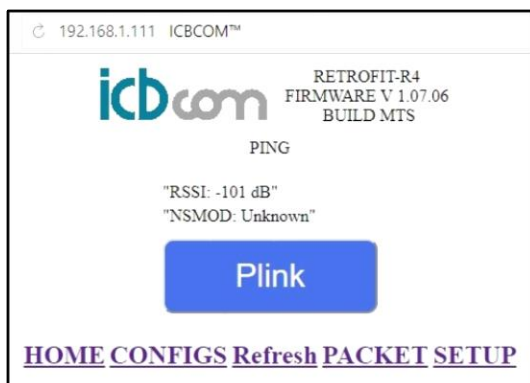 192.168.1.111 ICBCOM™
icbcom
RETROFIT-R4
FIRMWARE V 1.07.06
BUILD MTS
PING
"RSSI: -101 dB"
"NSMOD: Unknown"
Plink
HOME CONFIGS Refresh PACKET SETUP